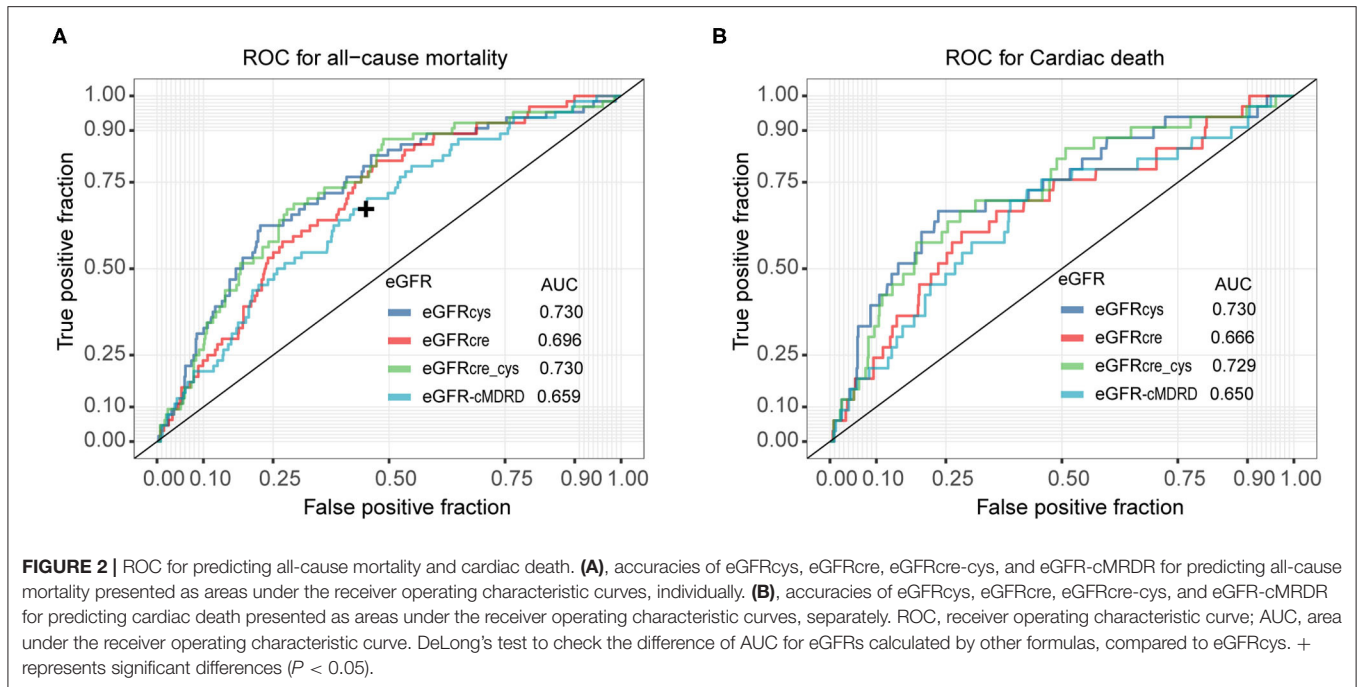 A
ROC for all−cause mortality
True positive fraction
1.00
0.90
0.75
0.50
0.25
0.10
0.00
+
eGFR AUC
eGFRcys 0.730
eGFRcre 0.696
eGFRcre_cys 0.730
eGFR-cMDRD 0.659
0.00 0.10 0.25 0.50 0.75 0.90 1.00
False positive fraction
B
ROC for Cardiac death
True positive fraction
1.00
0.90
0.75
0.50
0.25
0.10
0.00
eGFR AUC
eGFRcys 0.730
eGFRcre 0.666
eGFRcre_cys 0.729
eGFR-cMDRD 0.650
0.00 0.10 0.25 0.50 0.75 0.90 1.00
False positive fraction
FIGURE 2 | ROC for predicting all-cause mortality and cardiac death. (A), accuracies of eGFRcys, eGFRcre, eGFRcre-cys, and eGFR-cMRDR for predicting all-cause
mortality presented as areas under the receiver operating characteristic curves, individually. (B), accuracies of eGFRcys, eGFRcre, eGFRcre-cys, and eGFR-cMRDR
for predicting cardiac death presented as areas under the receiver operating characteristic curves, separately. ROC, receiver operating characteristic curve; AUC, area
under the receiver operating characteristic curve. DeLong's test to check the difference of AUC for eGFRs calculated by other formulas, compared to eGFRcys. +
represents significant differences (P < 0.05).